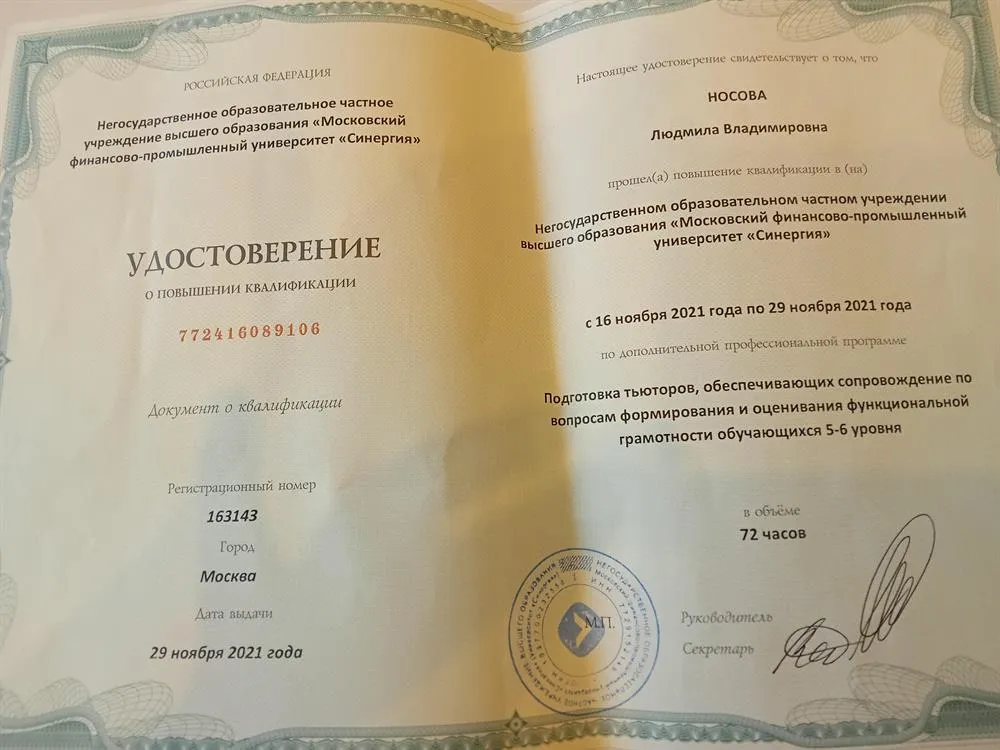 РОССИЙСКАЯ ФЕДЕРАЦИЯ
Негосударственное образовательное частное
учреждение высшего образования «Московский
финансово-промышленный университет «Синергия»
УДОСТОВЕРЕНИЕ
О ПОВЫШЕНИИ КВАЛИФИКАЦИИ
772416089106
Документ о квалификации
Регистрационный номер
163143
Город
Москва
Дата выдачи
29 ноября 2021 года
Настоящее удостоверение свидетельствует о том, что
НОСОВА
Людмила Владимировна
прошел(а) повышение квалификации в (на)
Негосударственном образовательном частном учреждении
высшего образования «Московский финансово-промышленный
университет «Синергия»
с 16 ноября 2021 года по 29 ноября 2021 года
по дополнительной профессиональной программе
Подготовка тьюторов, обеспечивающих сопровождение по
вопросам формирования и оценивания функциональной
грамотности обучающихся 5-6 уровня
в объёме
72 часов
М.П.
Руководитель
Секретарь